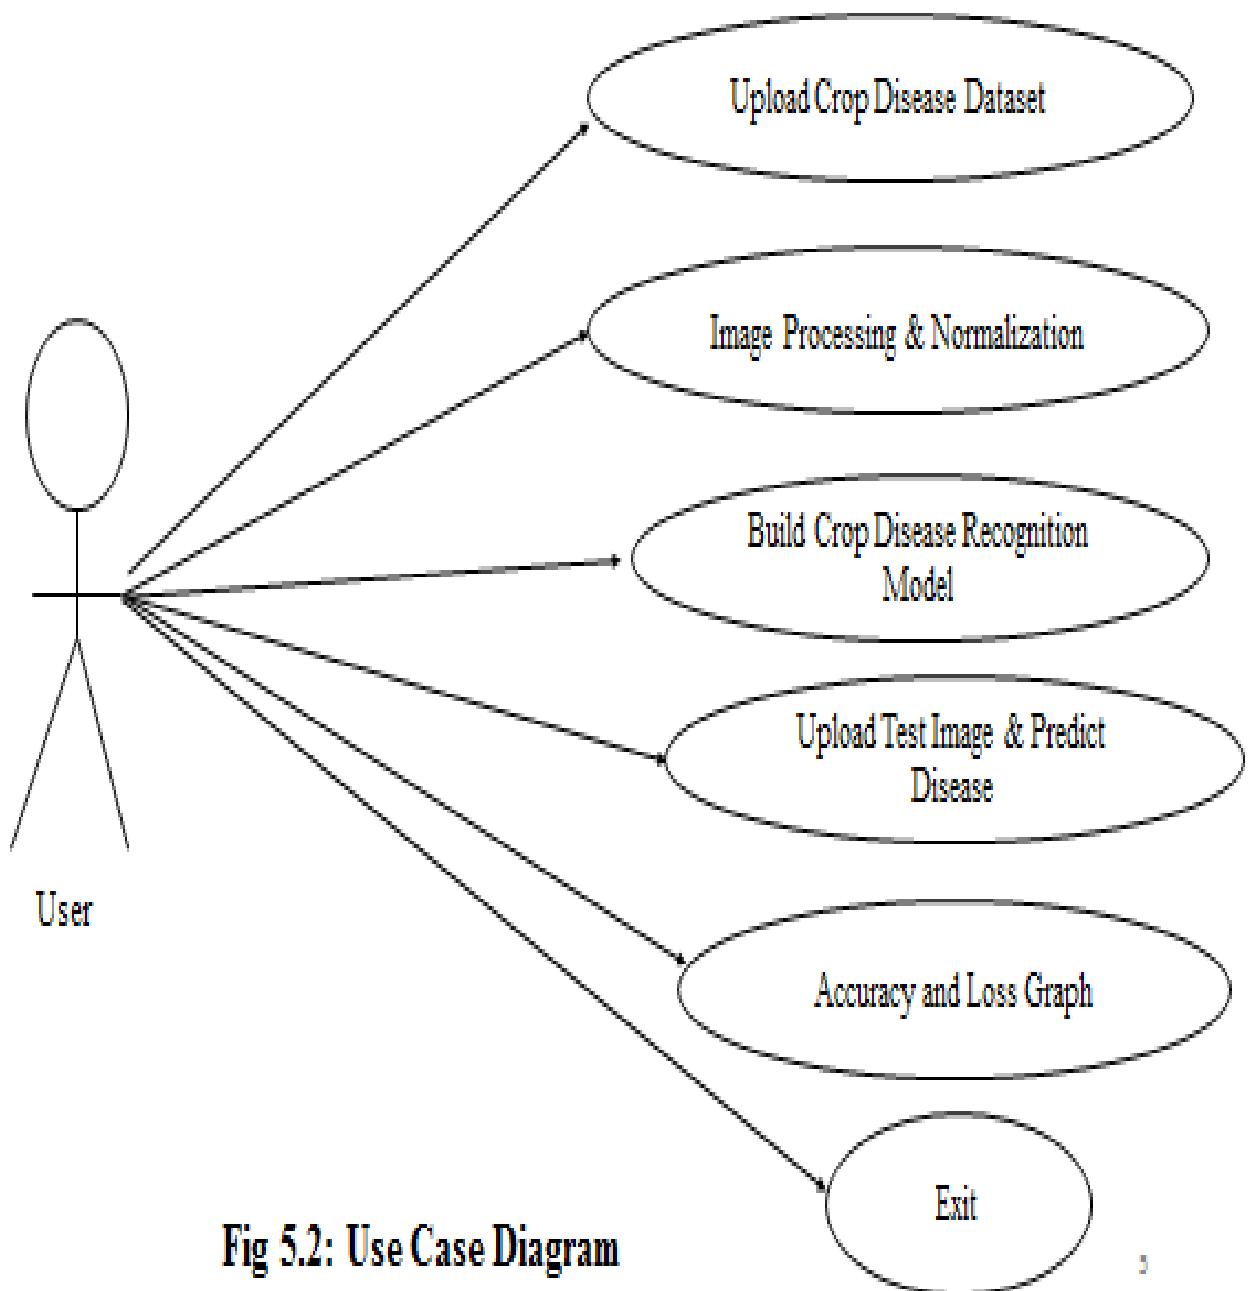 Upload Crop Disease Dataset
Image Processing & Normalization
Build Crop Disease Recognition
Model
Upload Test Image & Predict
Disease
User
Accuracy and Loss Graph
Exit
Fig 5.2: Use Case Diagram